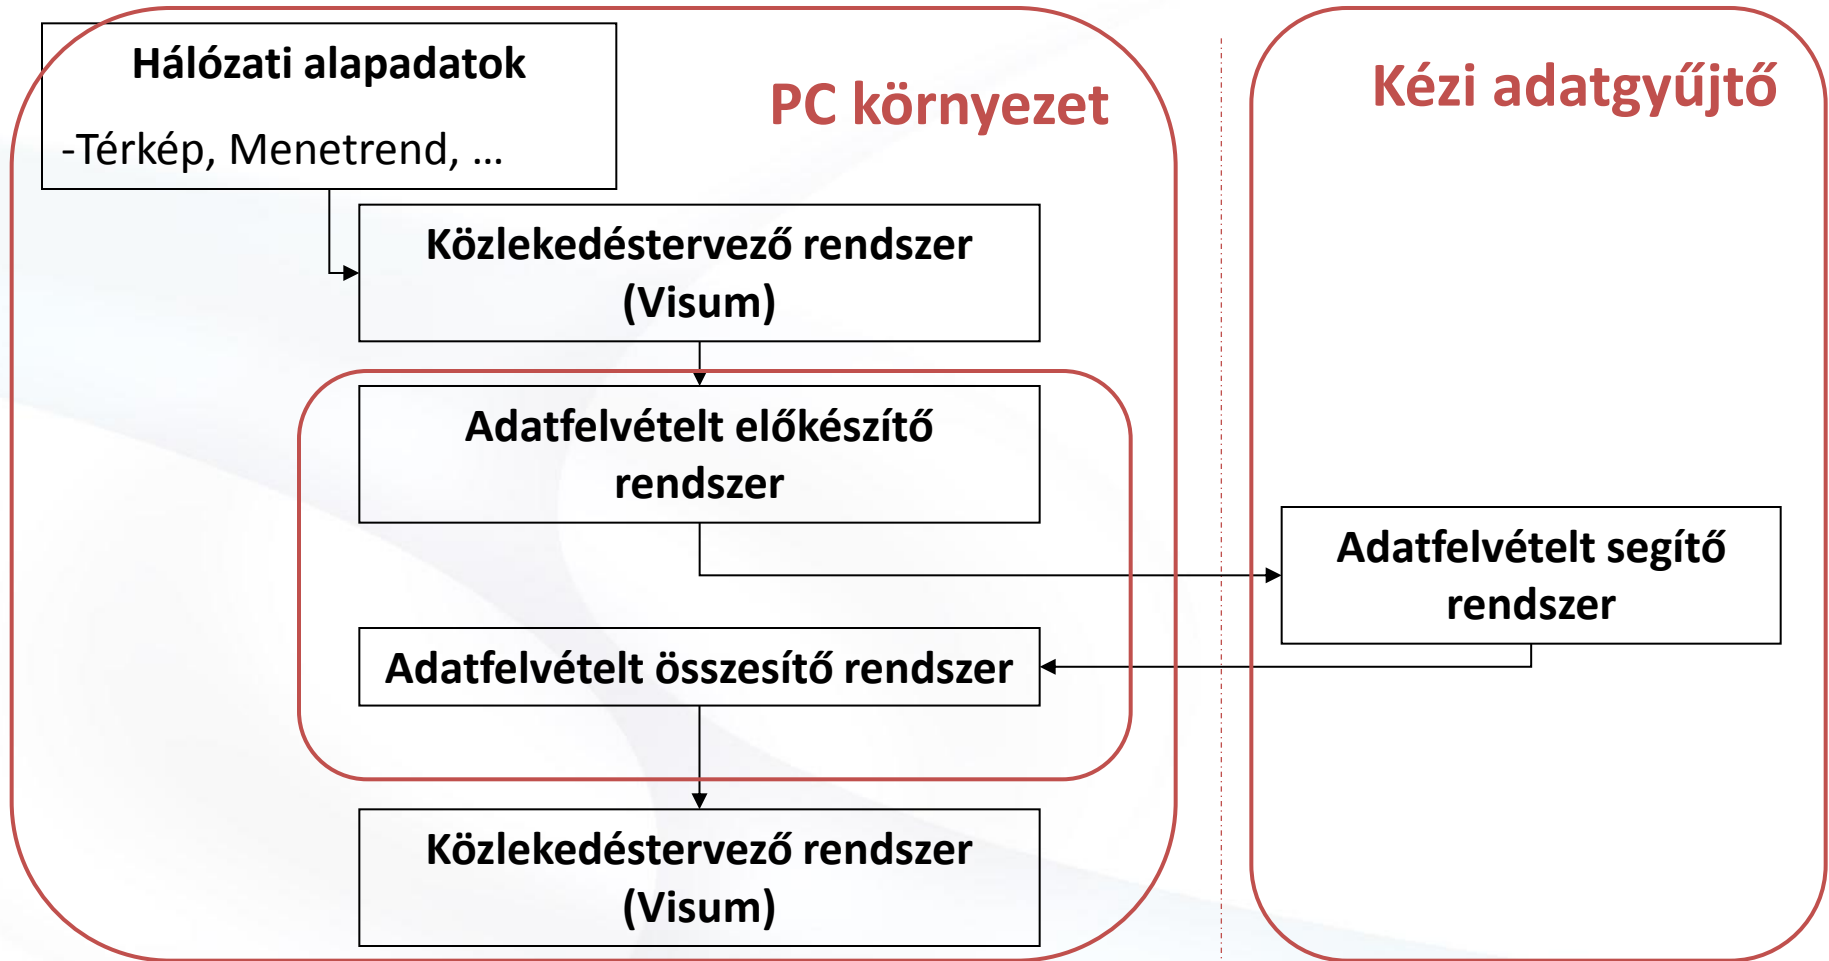 Hálózati alapadatok
-Térkép, Menetrend, ...
PC környezet
Kézi adatgyűjtő
Közlekedéstervező rendszer
(Visum)
Adatfelvételt előkészítő
rendszer
Adatfelvételt segítő
rendszer
Adatfelvételt összesítő rendszer
Közlekedéstervező rendszer
(Visum)